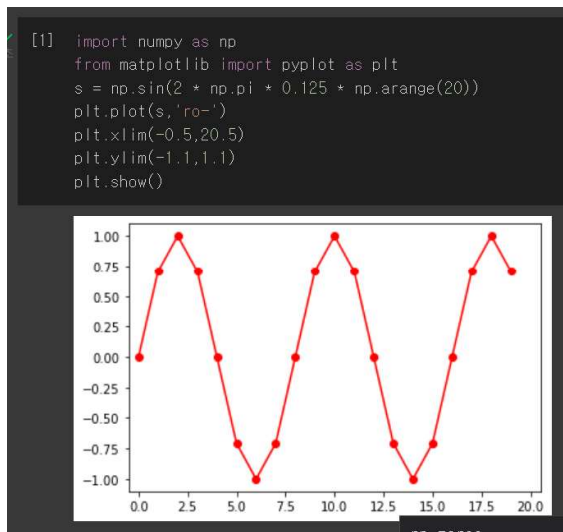 [1] import numpy as np
from matplotlib import pyplot as plt
s = np.sin(2 * np.pi * 0.125 * np.arange(20))
plt.plot(s,'ro-')
plt.xlim(-0.5,20.5)
plt.ylim(-1.1,1.1)
plt.show()
1.00
0.75
0.50
0.25
0.00
−0.25
−0.50
−0.75
−1.00
0.0 2.5 5.0 7.5 10.0 12.5 15.0 17.5 20.0